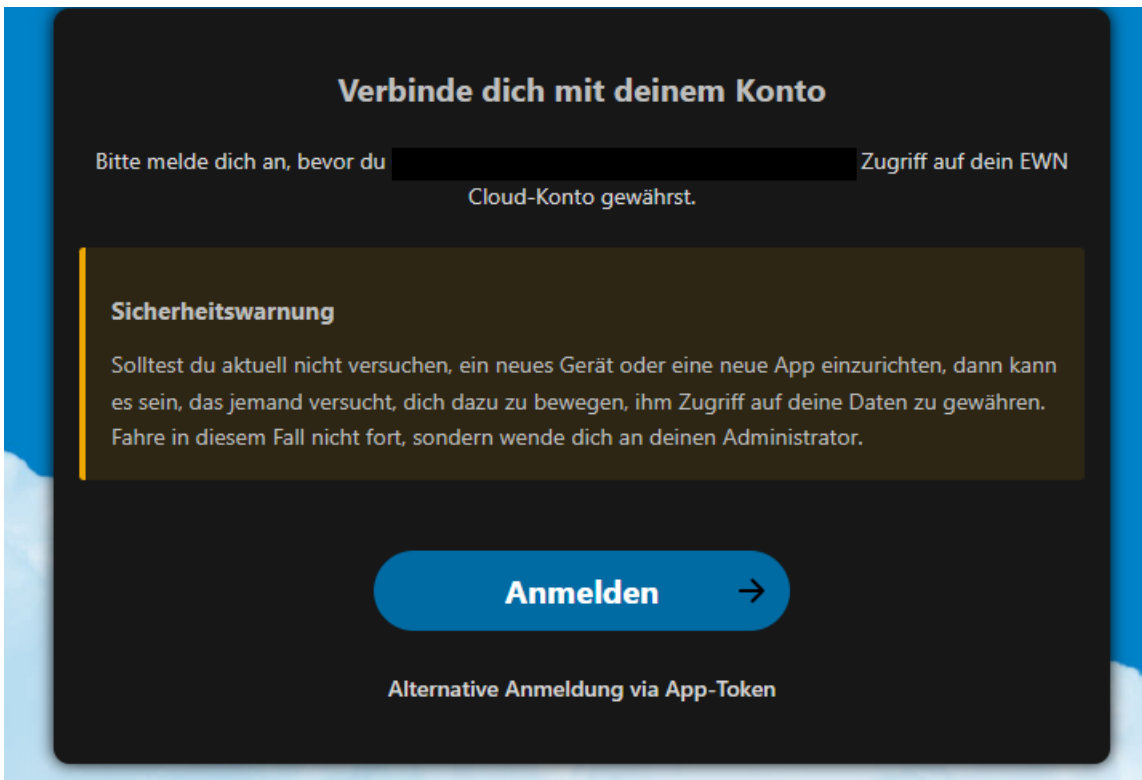 Verbinde dich mit deinem Konto
Bitte melde dich an, bevor du Zugriff auf dein EWN
Cloud-Konto gewährst.
Sicherheitswarnung
Solltest du aktuell nicht versuchen, ein neues Gerät oder eine neue App einzurichten, dann kann
es sein, das jemand versucht, dich dazu zu bewegen, ihm Zugriff auf deine Daten zu gewähren.
Fahre in diesem Fall nicht fort, sondern wende dich an deinen Administrator.
Anmelden
Alternative Anmeldung via App-Token